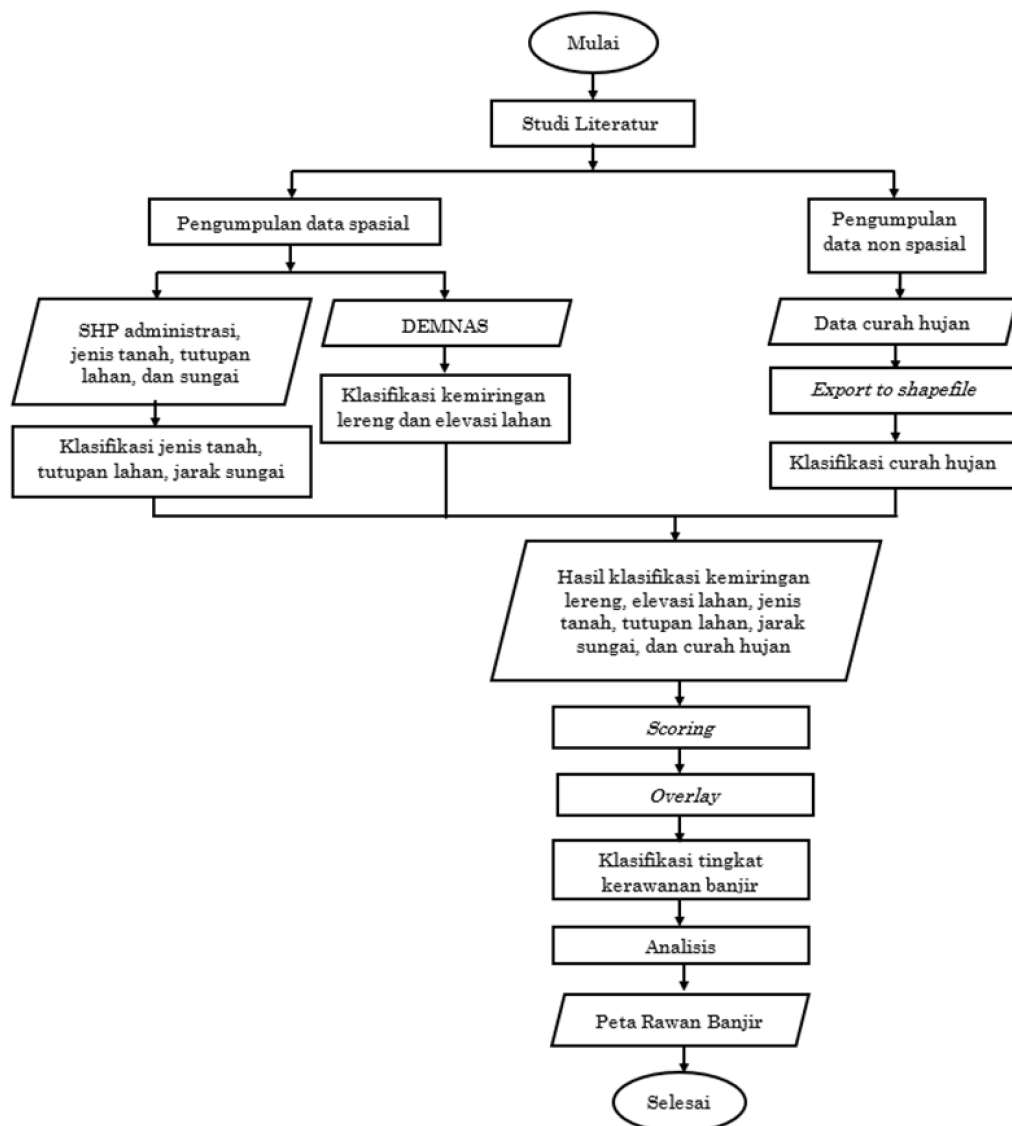 Mulai
Studi Literatur
Pengumpulan data spasial
Pengumpulan
data non spasial
SHP administrasi,
jenis tanah, tutupan
lahan, dan sungai
DEMNAS
Data curah hujan
Klasifikasi kemiringan
lereng dan elevasi lahan
Export to shapefile
Klasifikasi jenis tanah,
tutupan lahan, jarak sungai
Klasifikasi curah hujan
Hasil klasifikasi kemiringan
lereng, elevasi lahan, jenis
tanah, tutupan lahan, jarak
sungai, dan curah hujan
Scoring
Overlay
Klasifikasi tingkat
kerawanan banjir
Analisis
Peta Rawan Banjir
Selesai